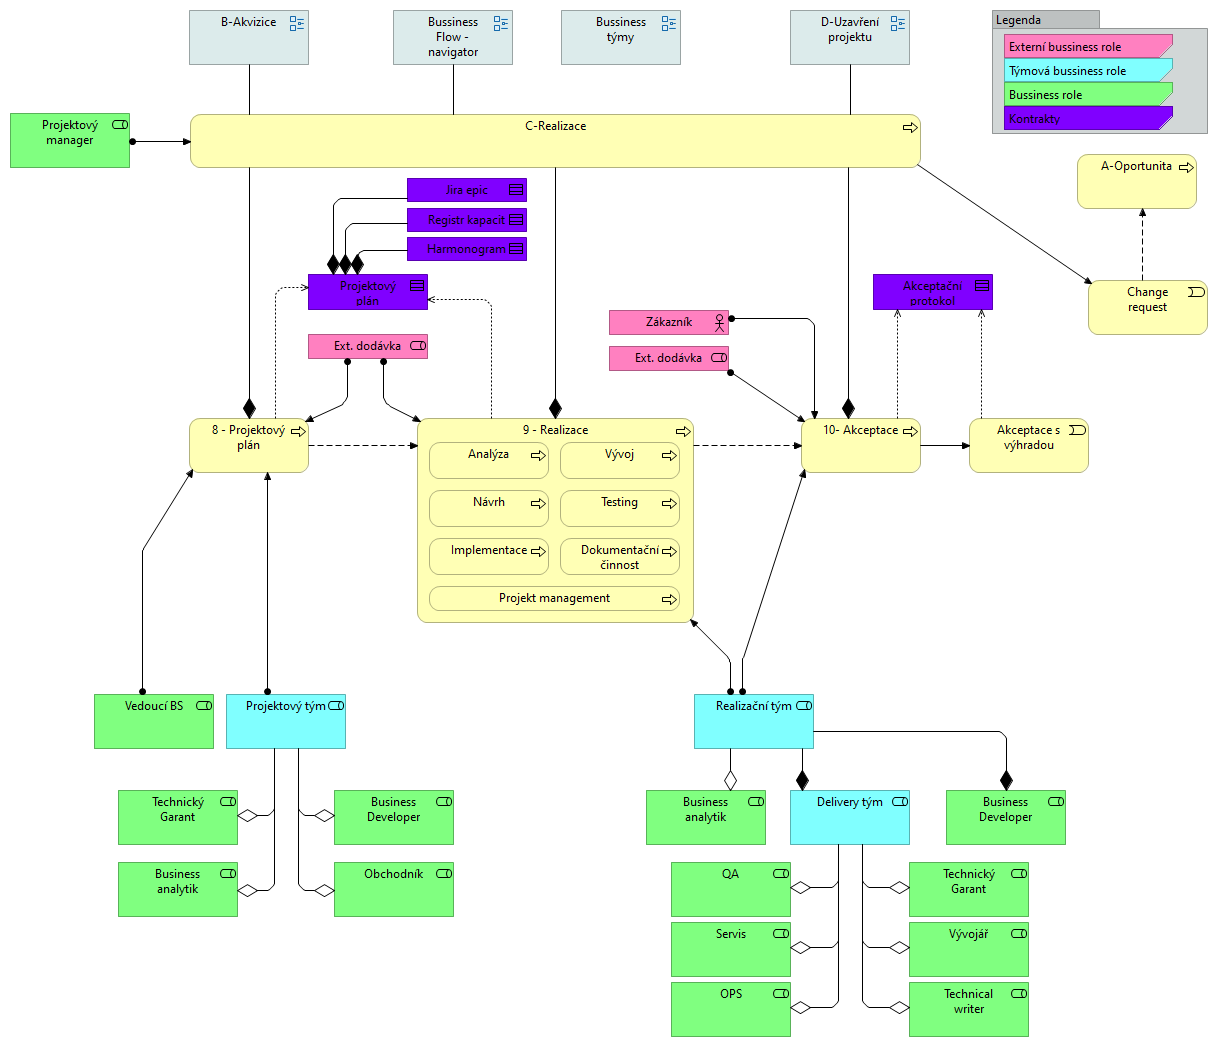 B-Akvizice
Bussiness
Flow -
navigator
Bussiness
týmy
D-Uzavření
projektu
Legenda
Externí bussiness role
Týmová bussiness role
Bussiness role
Kontrakty
Projektový
manager
C-Realizace
A-Oportunita
Jira epic
Registr kapacit
Harmonogram
Projektový
plán
Akceptační
protokol
Change
request
Zákazník
Ext. dodávka
Ext. dodávka
8 - Projektový
plán
9 - Realizace
10- Akceptace
Akceptace s
výhradou
Analýza
Vývoj
Návrh
Testing
Implementace
Dokumentační
činnost
Projekt management
Vedoucí BS
Projektový tým
Realizační tým
Technický
Garant
Business
Developer
Business
analytik
Obchodník
Business
analytik
Delivery tým
Business
Developer
QA
Technický
Garant
Servis
Vývojář
OPS
Technical
writer